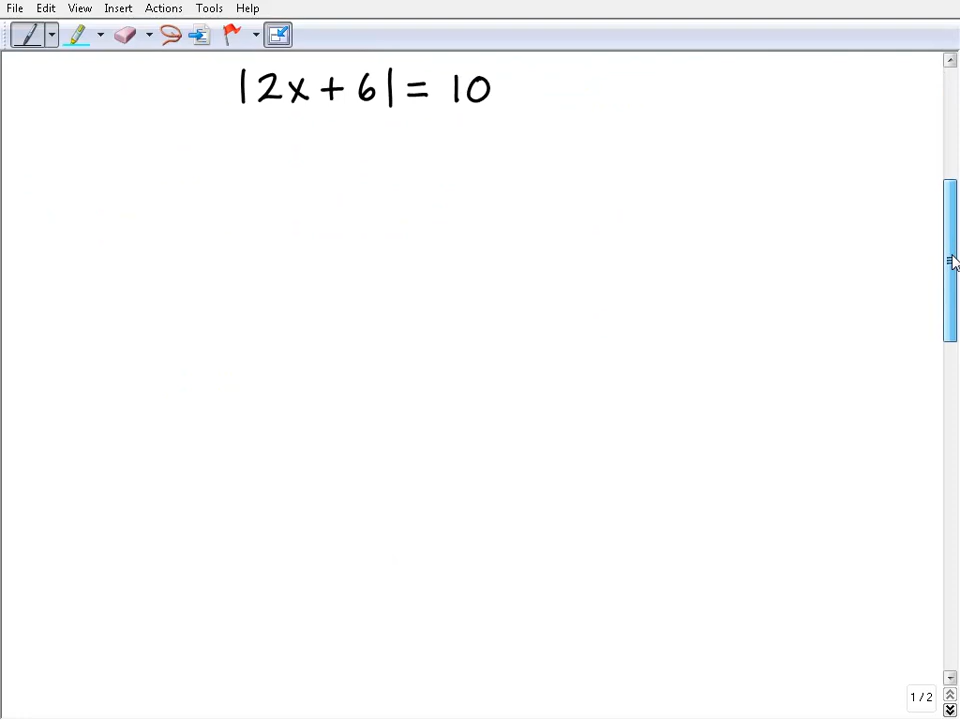 File Edit View Insert Actions Tools Help
|2x + 6| = 10
1 / 2